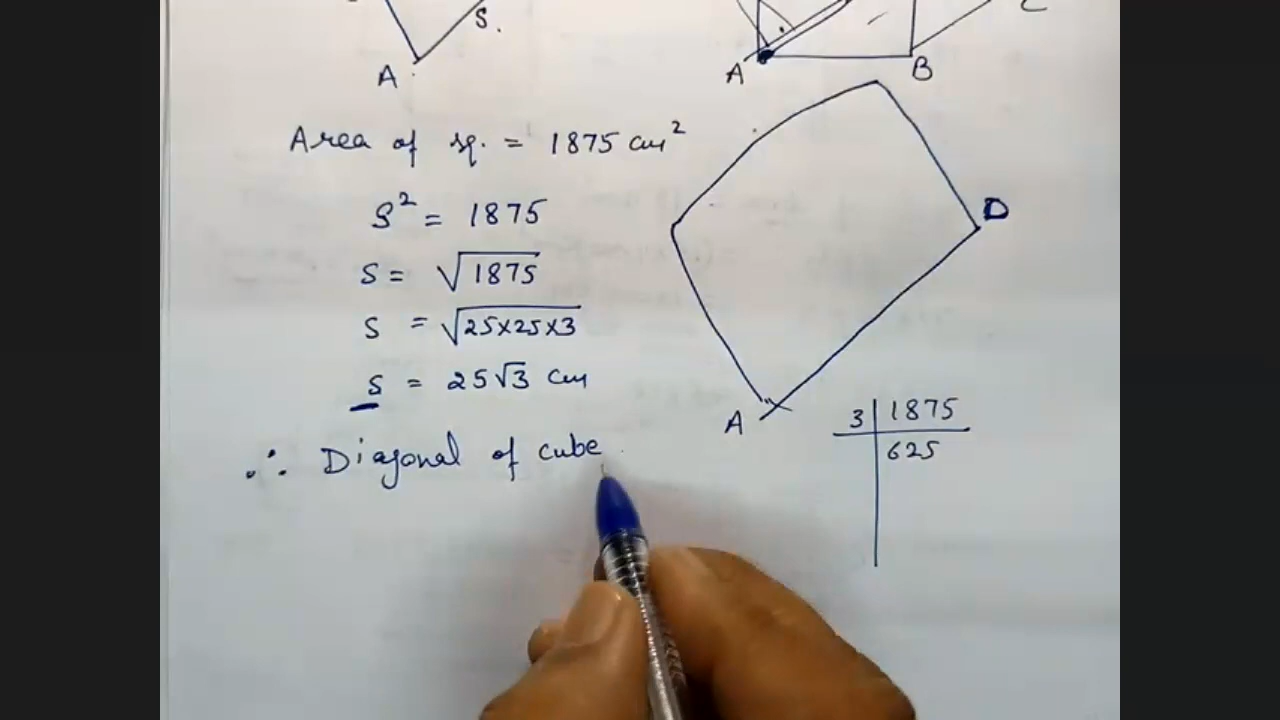 S.
A
A
B
C
Area of sq. = 1875 cm²
S² = 1875
S = √1875
S = √25×25×3
S = 25√3 cm
∴ Diagonal of cube
D
A
3 | 1875
625